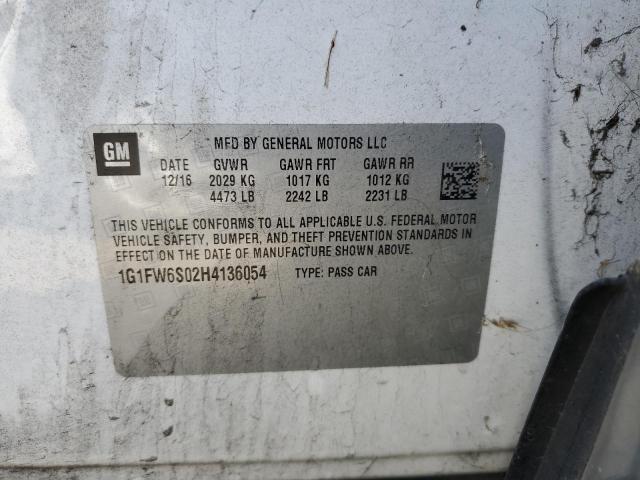 GM
MFD BY GENERAL MOTORS LLC
DATE GVWR GAWR FRT GAWR RR
12/16 2029 KG 1017 KG 1012 KG
4473 LB 2242 LB 2231 LB
THIS VEHICLE CONFORMS TO ALL APPLICABLE U.S. FEDERAL MOTOR
VEHICLE SAFETY, BUMPER, AND THEFT PREVENTION STANDARDS IN
EFFECT ON THE DATE OF MANUFACTURE SHOWN ABOVE.
1G1FW6S02H4136054 TYPE: PASS CAR